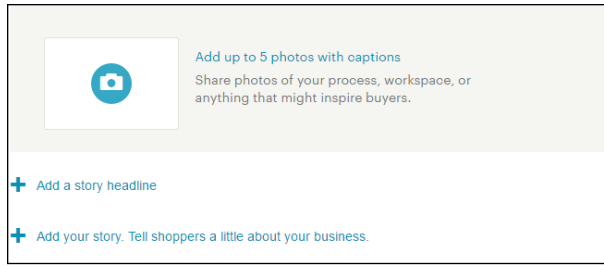 Add up to 5 photos with captions
Share photos of your process, workspace, or
anything that might inspire buyers.
Add a story headline
Add your story. Tell shoppers a little about your business.